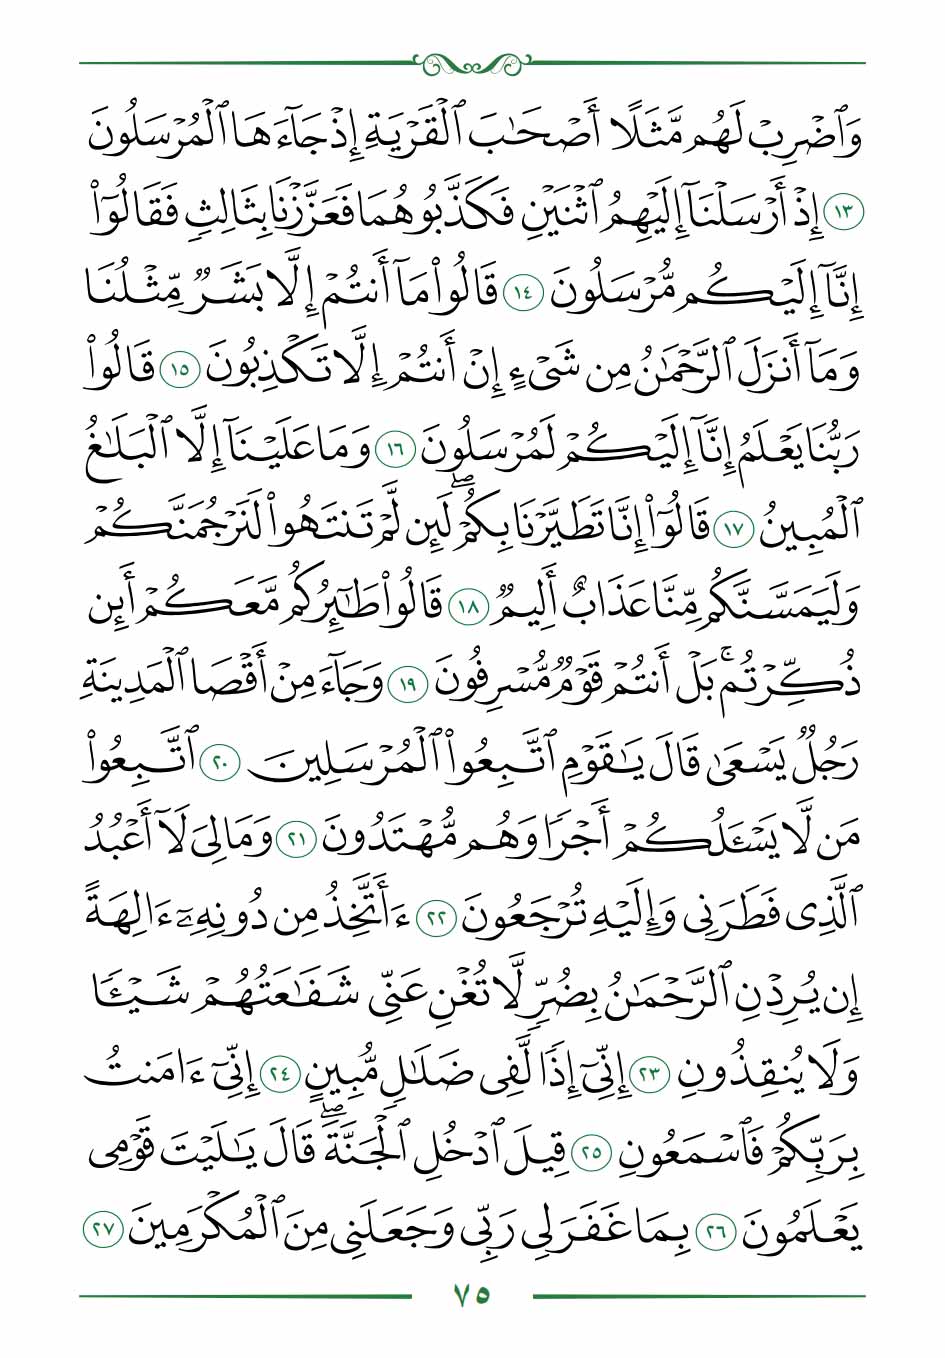 وَٱضۡرِبۡ لَهُم مَّثَلًا أَصۡحَٰبَ ٱلۡقَرۡيَةِ إِذۡ جَآءَهَا ٱلۡمُرۡسَلُونَ
١٣ إِذۡ أَرۡسَلۡنَآ إِلَيۡهِمُ ٱثۡنَيۡنِ فَكَذَّبُوهُمَا فَعَزَّزۡنَا بِثَالِثٖ فَقَالُوٓاْ
إِنَّآ إِلَيۡكُم مُّرۡسَلُونَ ١٤ قَالُواْ مَآ أَنتُمۡ إِلَّا بَشَرٞ مِّثۡلُنَا
وَمَآ أَنزَلَ ٱلرَّحۡمَٰنُ مِن شَيۡءٍ إِنۡ أَنتُمۡ إِلَّا تَكۡذِبُونَ ١٥ قَالُواْ
رَبُّنَا يَعۡلَمُ إِنَّآ إِلَيۡكُمۡ لَمُرۡسَلُونَ ١٦ وَمَا عَلَيۡنَآ إِلَّا ٱلۡبَلَٰغُ
ٱلۡمُبِينُ ١٧ قَالُوٓاْ إِنَّا تَطَيَّرۡنَا بِكُمۡۖ لَئِن لَّمۡ تَنتَهُواْ لَنَرۡجُمَنَّكُمۡ
وَلَيَمَسَّنَّكُم مِّنَّا عَذَابٌ أَلِيمٞ ١٨ قَالُواْ طَٰٓئِرُكُم مَّعَكُمۡ أَئِن
ذُكِّرۡتُمۚ بَلۡ أَنتُمۡ قَوۡمٞ مُّسۡرِفُونَ ١٩ وَجَآءَ مِنۡ أَقۡصَا ٱلۡمَدِينَةِ
رَجُلٞ يَسۡعَىٰ قَالَ يَٰقَوۡمِ ٱتَّبِعُواْ ٱلۡمُرۡسَلِينَ ٢٠ ٱتَّبِعُواْ
مَن لَّا يَسۡـَٔلُكُمۡ أَجۡرٗا وَهُم مُّهۡتَدُونَ ٢١ وَمَالِيَ لَآ أَعۡبُدُ
ٱلَّذِي فَطَرَنِي وَإِلَيۡهِ تُرۡجَعُونَ ٢٢ ءَأَتَّخِذُ مِن دُونِهِۦٓ ءَالِهَةً
إِن يُرِدۡنِ ٱلرَّحۡمَٰنُ بِضُرّٖ لَّا تُغۡنِ عَنِّي شَفَٰعَتُهُمۡ شَيۡـٔٗا
وَلَا يُنقِذُونِ ٢٣ إِنِّيٓ إِذٗا لَّفِي ضَلَٰلٖ مُّبِينٍ ٢٤ إِنِّيٓ ءَامَنتُ
بِرَبِّكُمۡ فَٱسۡمَعُونِ ٢٥ قِيلَ ٱدۡخُلِ ٱلۡجَنَّةَۖ قَالَ يَٰلَيۡتَ قَوۡمِي
يَعۡلَمُونَ ٢٦ بِمَا غَفَرَ لِي رَبِّي وَجَعَلَنِي مِنَ ٱلۡمُكۡرَمِينَ ٢٧
٧٥